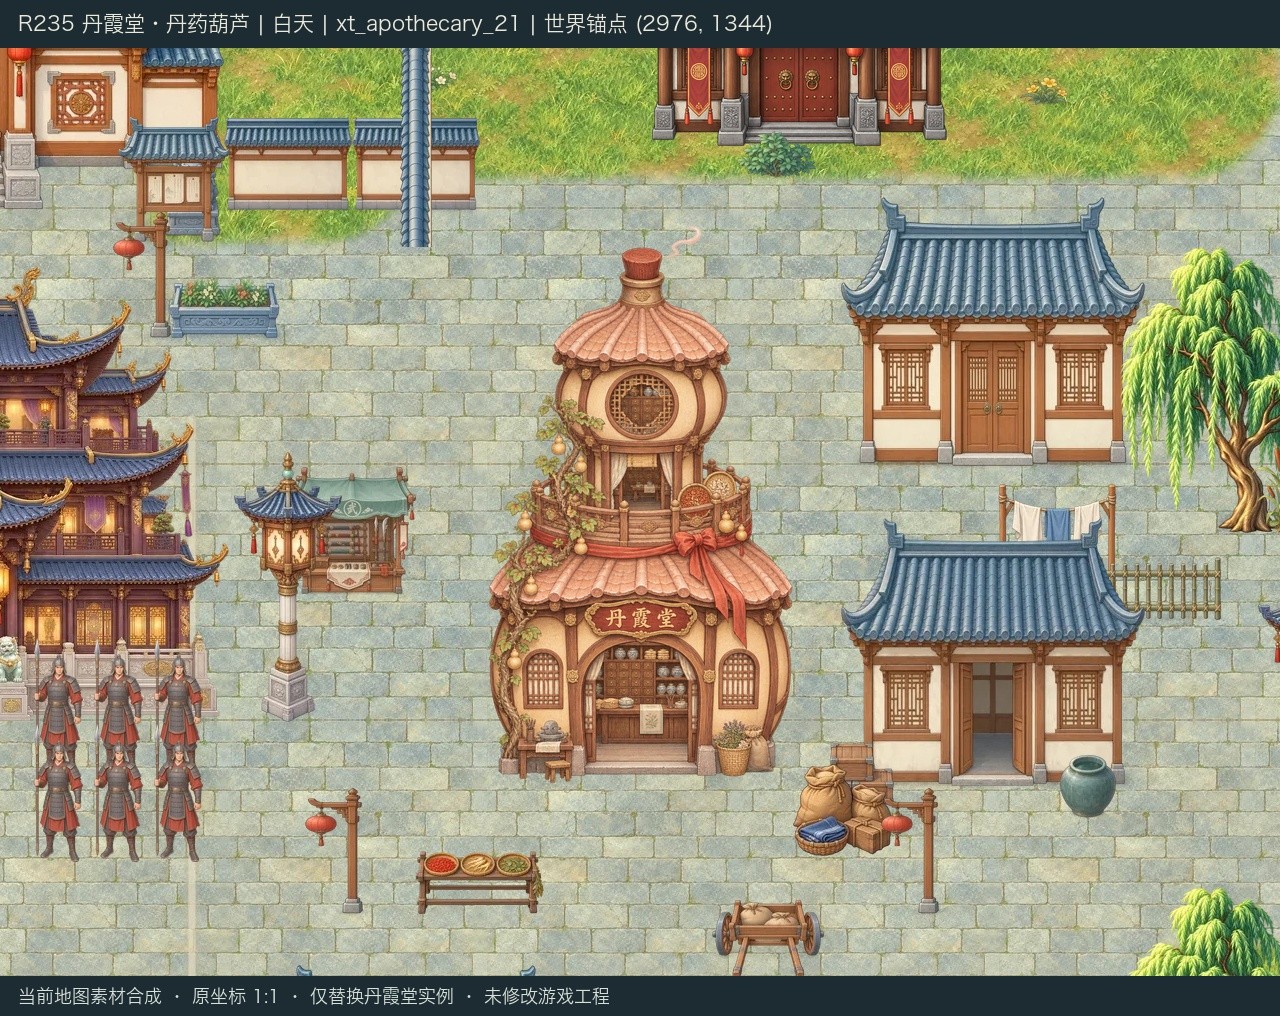 R235 丹霞堂·丹药葫芦 | 白天 | xt_apothecary_21 | 世界锚点 (2976, 1344)
武
丹霞堂
当前地图素材合成 · 原坐标 1:1 · 仅替换丹霞堂实例 · 未修改游戏工程